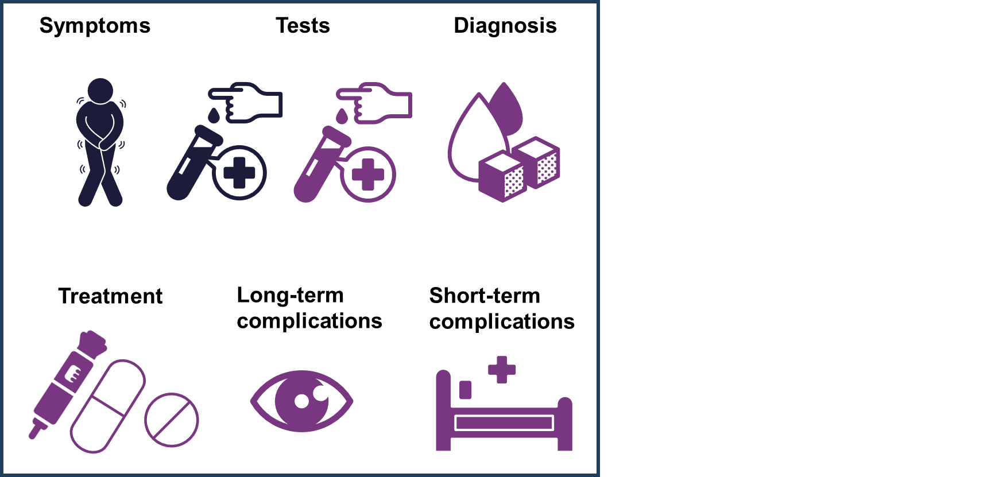 Symptoms
Tests
Diagnosis
Treatment
Long-term
complications
Short-term
complications